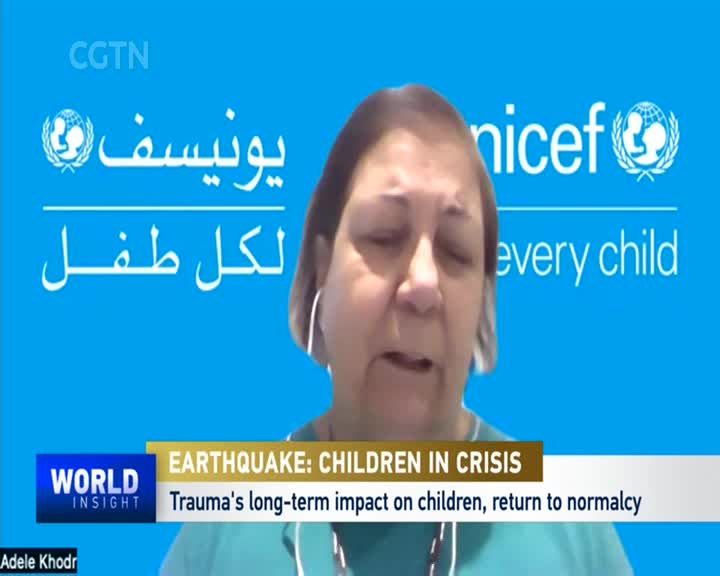 CGTN
يونيسف
لكل طفل
nicef
every child
EARTHQUAKE: CHILDREN IN CRISIS
WORLD
INSIGHT
Trauma's long-term impact on children, return to normalcy
Adele Khodr